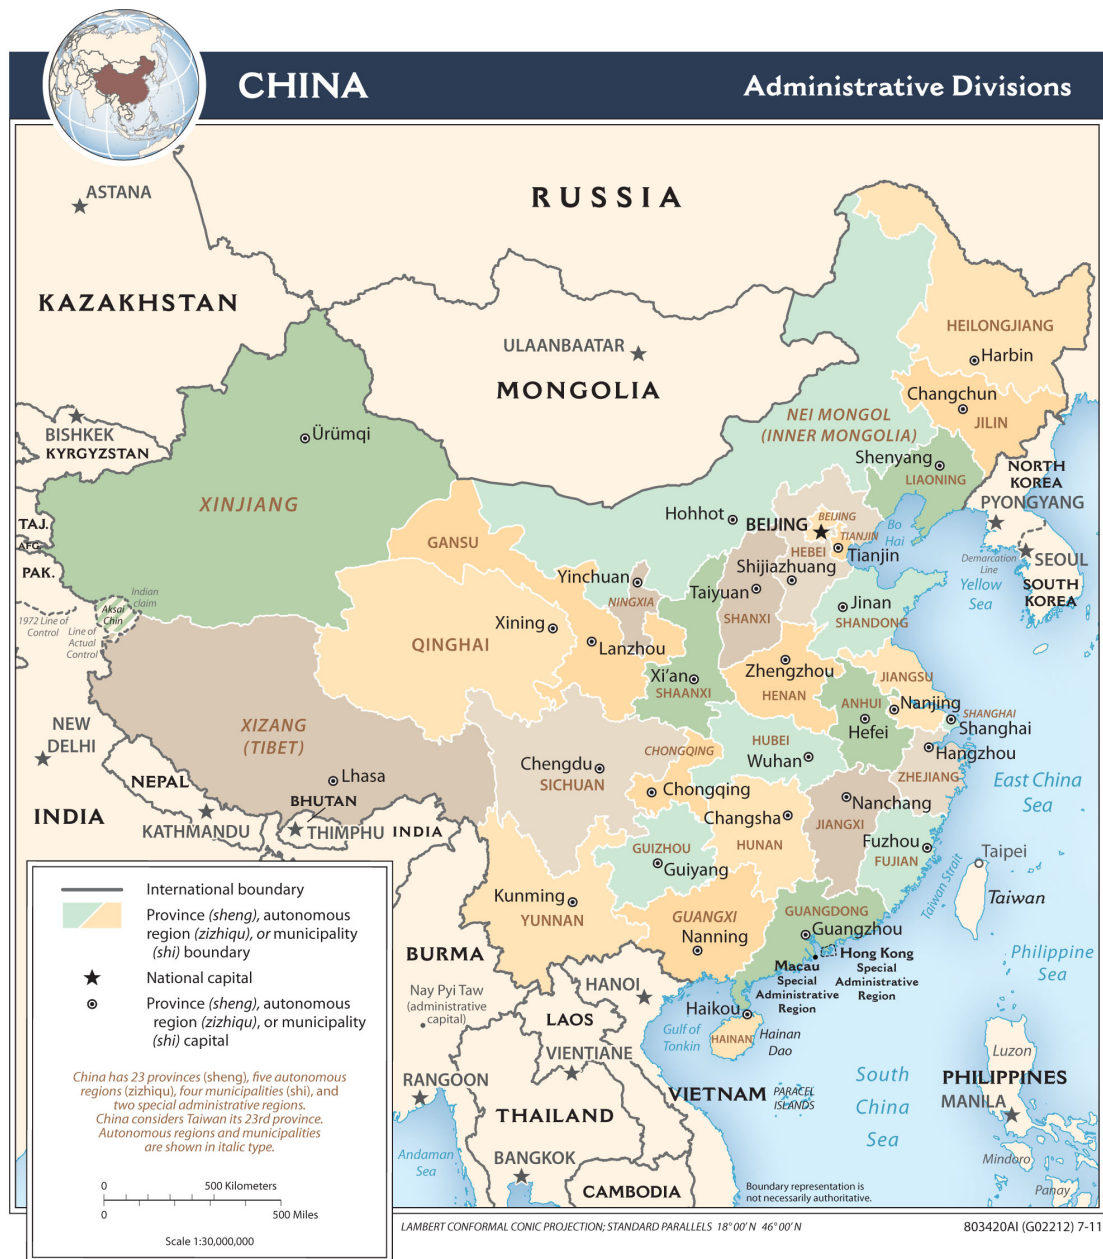 CHINA
Administrative Divisions
RUSSIA
ASTANA
KAZAKHSTAN
ULAANBAATAR
MONGOLIA
HEILONGJIANG
Harbin
Changchun
JILIN
NEI MONGOL
(INNER MONGOLIA)
Shenyang
LIAONING
BISHKEK
KYRGYZSTAN
Ürümqi
XINJIANG
NORTH
KOREA
PYONGYANG
TAJ.
AFG.
PAK.
GANSU
Hohhot
BEIJING
BEIJING
TIANJIN
Tianjin
HEBEI
Shijiazhuang
Bo
Hai
Demarcation
Line
SEOUL
SOUTH
KOREA
Yellow
Sea
Indian
claim
Aksai
Chin
1972 Line of
Control
Line of
Actual
Control
Yinchuan
NINGXIA
Taiyuan
SHANXI
Jinan
SHANDONG
QINGHAI
Xining
Lanzhou
Xi'an
SHAANXI
Zhengzhou
HENAN
JIANGSU
ANHUI
Nanjing
Hefei
SHANGHAI
Shanghai
XIZANG
(TIBET)
Lhasa
NEW
DELHI
NEPAL
KATHMANDU
BHUTAN
THIMPHU
INDIA
INDIA
CHONGQING
Chengdu
SICHUAN
Chongqing
HUBEI
Wuhan
Hangzhou
ZHEJIANG
East China
Sea
Changsha
HUNAN
Nanchang
JIANGXI
GUIZHOU
Guiyang
Fuzhou
FUJIAN
Taiwan Strait
Taipei
Taiwan
Kunming
YUNNAN
GUANGXI
Nanning
GUANGDONG
Guangzhou
Macau
Special
Administrative
Region
Hong Kong
Special
Administrative
Region
Philippine
Sea
BURMA
Nay Pyi Taw
(administrative
capital)
HANOI
LAOS
VIENTIANE
Haikou
Gulf of
Tonkin
HAINAN
Hainan
Dao
RANGOON
THAILAND
VIETNAM
PARACEL
ISLANDS
South
China
Sea
Luzon
PHILIPPINES
MANILA
Mindoro
Panay
Andaman
Sea
BANGKOK
CAMBODIA
Boundary representation is
not necessarily authoritative.
International boundary
Province (sheng), autonomous
region (zizhiqu), or municipality
(shi) boundary
National capital
Province (sheng), autonomous
region (zizhiqu), or municipality
(shi) capital
China has 23 provinces (sheng), five autonomous
regions (zizhiqu), four municipalities (shi), and
two special administrative regions.
China considers Taiwan its 23rd province.
Autonomous regions and municipalities
are shown in italic type.
0 500 Kilometers
0 500 Miles
Scale 1:30,000,000
LAMBERT CONFORMAL CONIC PROJECTION; STANDARD PARALLELS 18°00'N 46°00'N
803420AI (G02212) 7-11